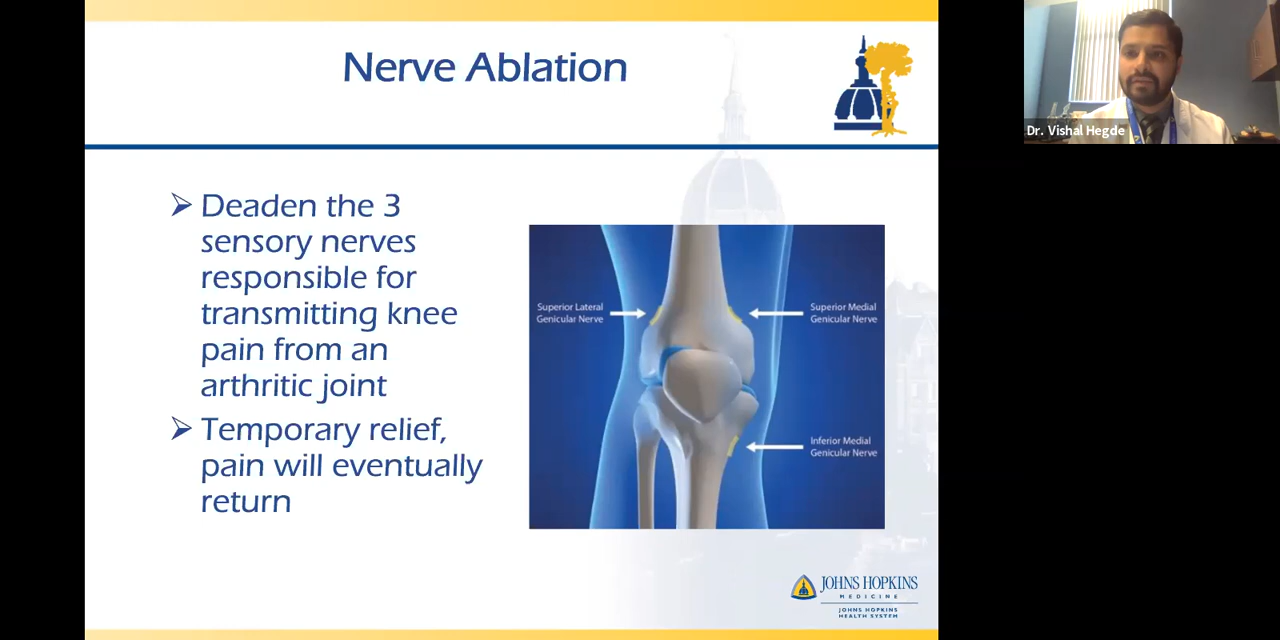 Nerve Ablation
Dr. Vishal Hegde
➢ Deaden the 3
sensory nerves
responsible for
transmitting knee
pain from an
arthritic joint
➢ Temporary relief,
pain will eventually
return
Superior Lateral
Genicular Nerve
Superior Medial
Genicular Nerve
Inferior Medial
Genicular Nerve
JOHNS HOPKINS
MEDICINE
JOHNS HOPKINS
HEALTH SYSTEM